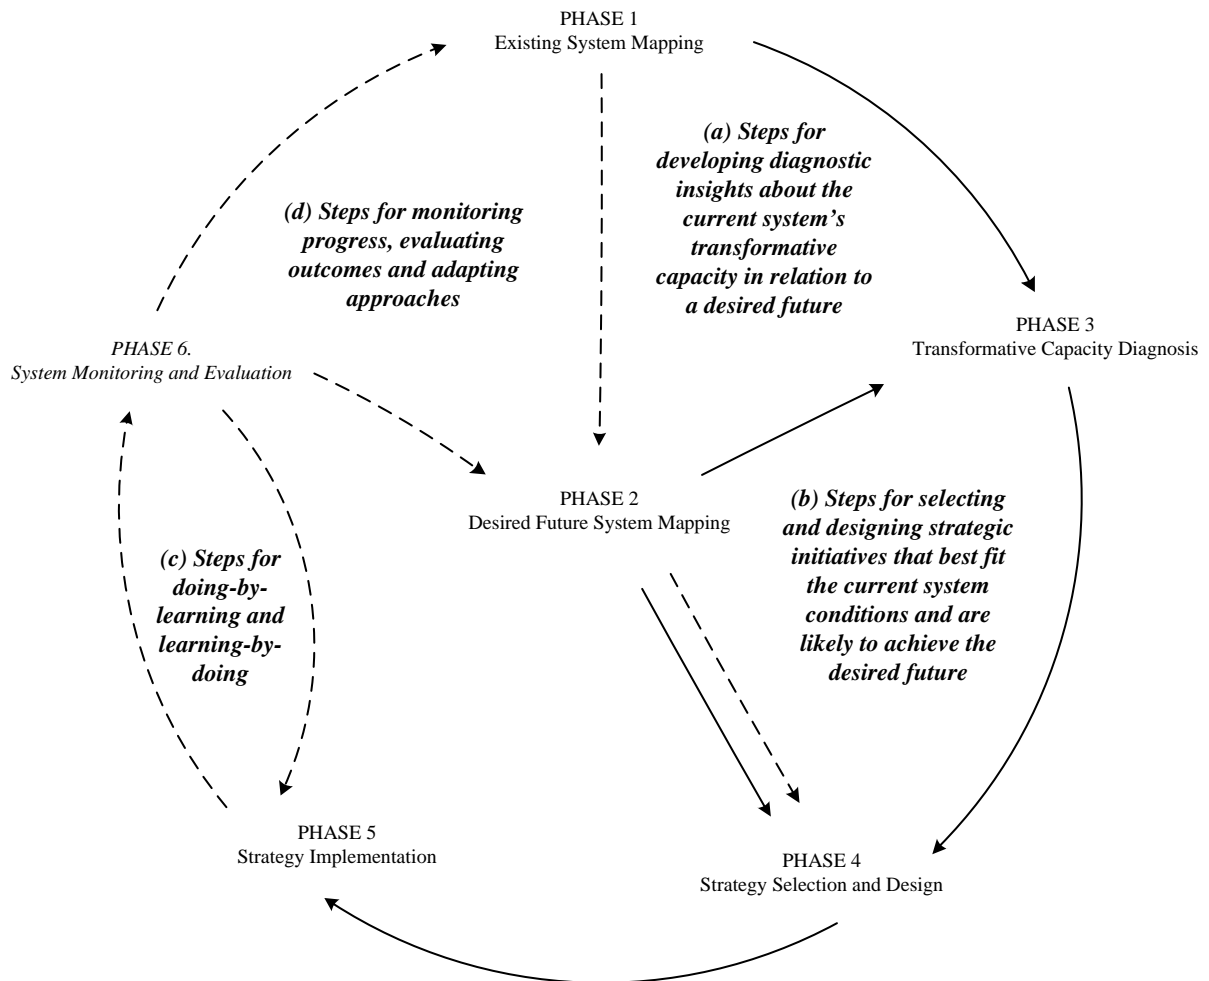 PHASE 1
Existing System Mapping
(a) Steps for
developing diagnostic
insights about the
current system’s
transformative
capacity in relation to
a desired future
(d) Steps for monitoring
progress, evaluating
outcomes and adapting
approaches
PHASE 3
Transformative Capacity Diagnosis
PHASE 6.
System Monitoring and Evaluation
PHASE 2
Desired Future System Mapping
(b) Steps for selecting
and designing strategic
initiatives that best fit
the current system
conditions and are
likely to achieve the
desired future
(c) Steps for
doing-by-
learning and
learning-by-
doing
PHASE 5
Strategy Implementation
PHASE 4
Strategy Selection and Design